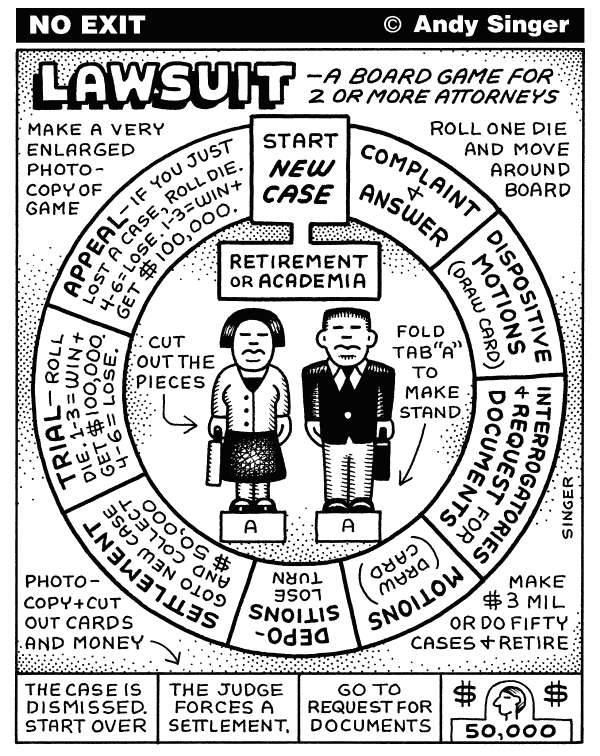 NO EXIT
© Andy Singer
LAWSUIT
—A BOARD GAME FOR
2 OR MORE ATTORNEYS
MAKE A VERY
ENLARGED
PHOTO-
COPY OF
GAME
ROLL ONE DIE
AND MOVE
AROUND
BOARD
START
NEW
CASE
COMPLAINT
+
ANSWER
DISPOSITIVE
MOTIONS
(DRAW CARD)
INTERROGATORIES
+ REQUEST FOR
DOCUMENTS
MOTIONS
(DRAW
CARD)
DEPO-
SITIONS
LOSE
TURN
SETTLEMENT
GOTO NEW CASE
AND COLLECT
$50,000
TRIAL—ROLL
DIE 1-3=WIN+
GET $100,000.
4-6=LOSE.
APPEAL—IF YOU JUST
LOST A CASE, ROLL DIE.
4-6=LOSE, 1-3=WIN+
GET $100,000.
RETIREMENT
OR ACADEMIA
CUT
OUT THE
PIECES
FOLD
TAB "A"
TO
MAKE
STAND
A
A
SINGER
PHOTO-
COPY+CUT
OUT CARDS
AND MONEY
MAKE
$3 MIL
OR DO FIFTY
CASES + RETIRE
THE CASE IS
DISMISSED.
START OVER
THE JUDGE
FORCES A
SETTLEMENT.
GO TO
REQUEST FOR
DOCUMENTS
$ $
50,000